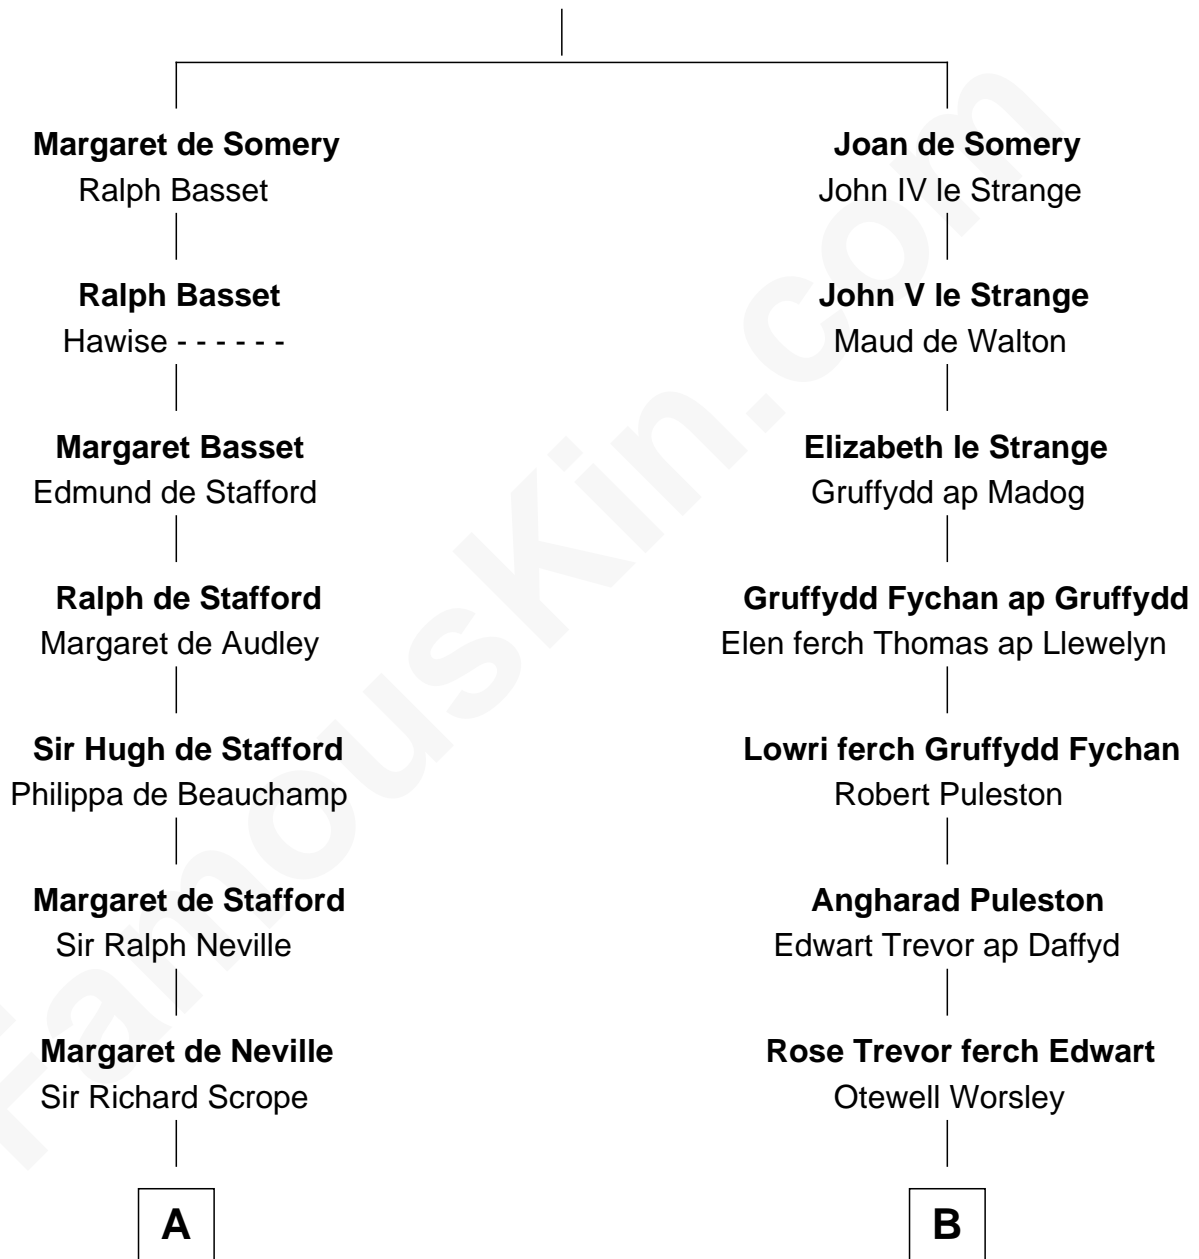 Margaret de Somery
Ralph Basset
Ralph Basset
Hawise - - - - - -
Margaret Basset
Edmund de Stafford
Ralph de Stafford
Margaret de Audley
Sir Hugh de Stafford
Philippa de Beauchamp
Margaret de Stafford
Sir Ralph Neville
Margaret de Neville
Sir Richard Scrope
A
Joan de Somery
John IV le Strange
John V le Strange
Maud de Walton
Elizabeth le Strange
Gruffydd ap Madog
Gruffydd Fychan ap Gruffydd
Elen ferch Thomas ap Llewelyn
Lowri ferch Gruffydd Fychan
Robert Puleston
Angharad Puleston
Edwart Trevor ap Daffyd
Rose Trevor ferch Edwart
Otewell Worsley
B
FamousKin.com